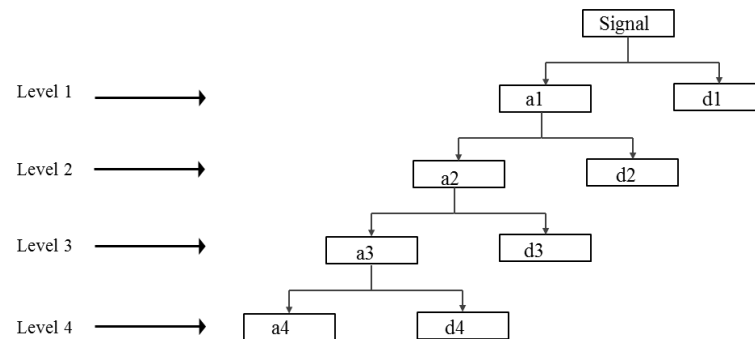 Signal
Level 1
a1
d1
Level 2
a2
d2
Level 3
a3
d3
Level 4
a4
d4